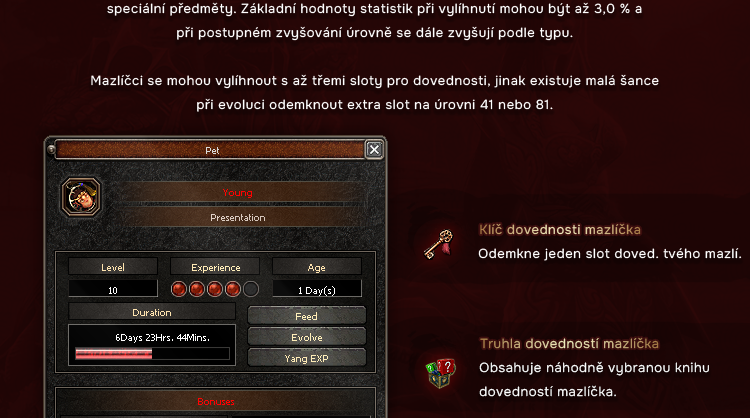 speciální předměty. Základní hodnoty statistik při vylíhnutí mohou být až 3,0 % a
při postupném zvyšování úrovně se dále zvyšují podle typu.
Mazlíčci se mohou vylíhnout s až třemi sloty pro dovednosti, jinak existuje malá šance
při evoluci odemknout extra slot na úrovni 41 nebo 81.
Pet
Young
Presentation
Level
Experience
Age
10
1 Day(s)
Duration
6Days 23Hrs. 44Mins.
Feed
Evolve
Yang EXP
Bonuses
Klíč dovednosti mazlíčka
Odemkne jeden slot doved. tvého mazlí.
Truhla dovedností mazlíčka
Obsahuje náhodně vybranou knihu
dovedností mazlíčka.